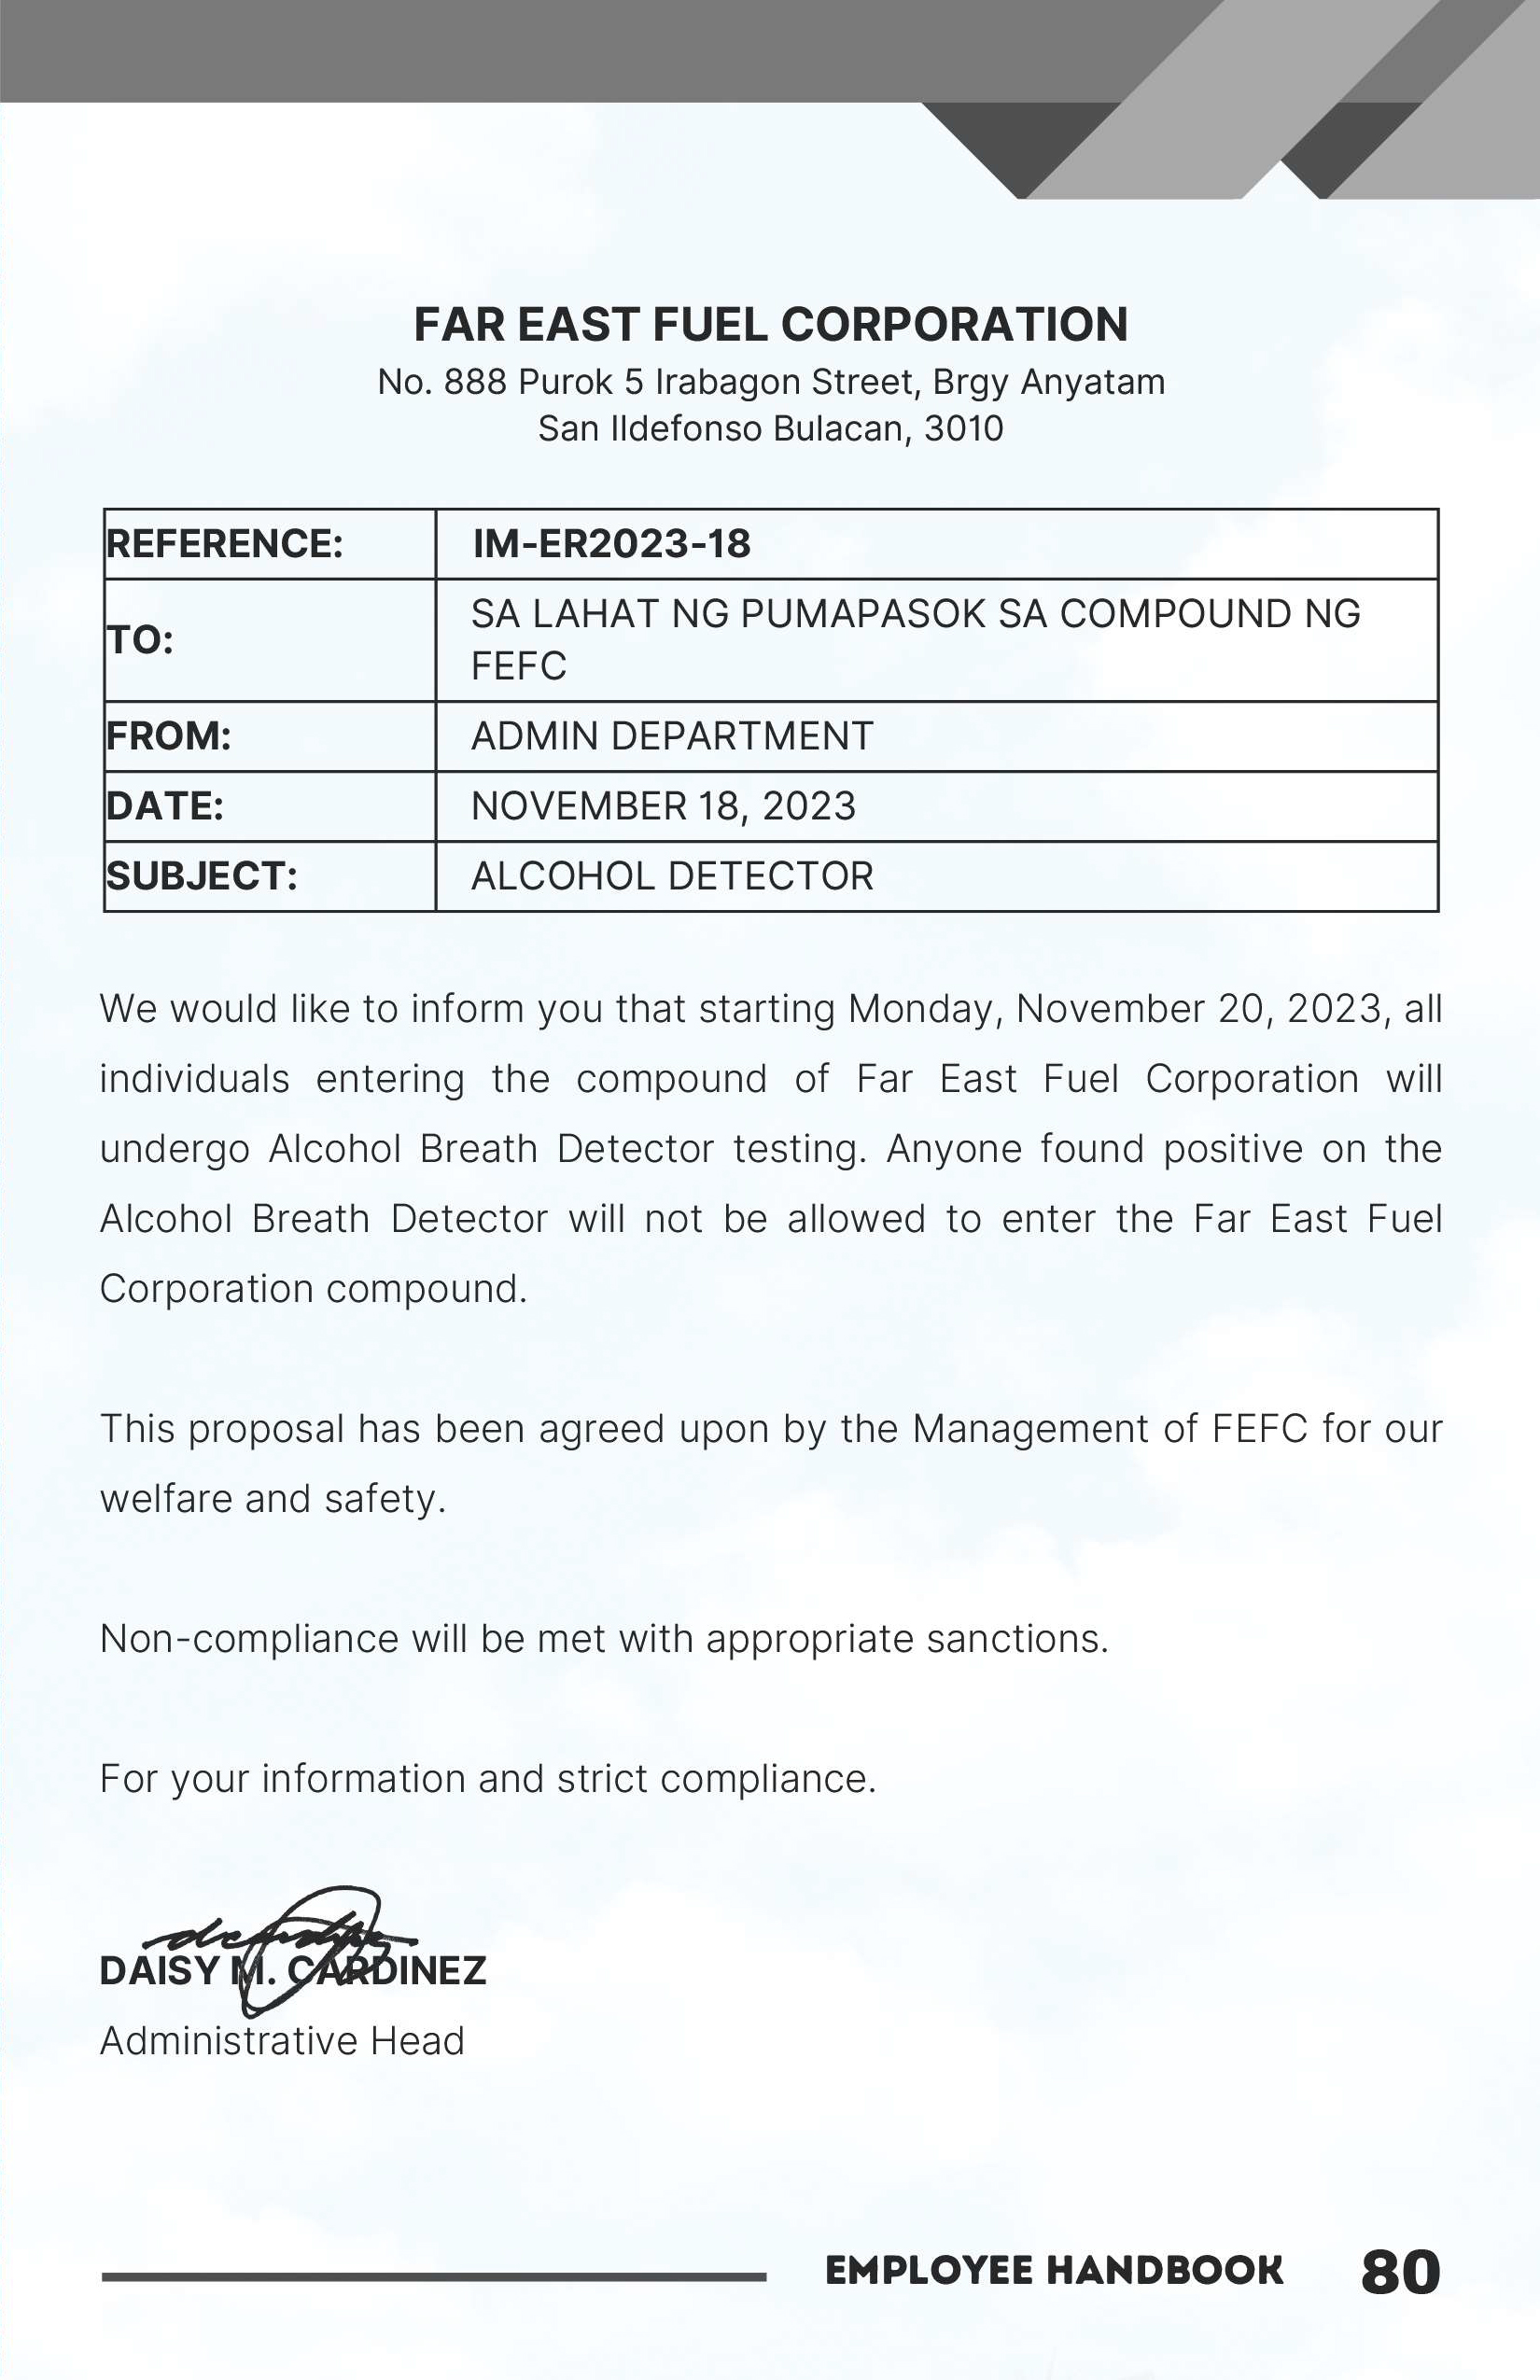 FAR EAST FUEL CORPORATION
No. 888 Purok 5 Irabagon Street, Brgy Anyatam
San Ildefonso Bulacan, 3010
REFERENCE: IM-ER2023-18
TO: SA LAHAT NG PUMAPASOK SA COMPOUND NG
FEFC
FROM: ADMIN DEPARTMENT
DATE: NOVEMBER 18, 2023
SUBJECT: ALCOHOL DETECTOR
We would like to inform you that starting Monday, November 20, 2023, all
individuals entering the compound of Far East Fuel Corporation will
undergo Alcohol Breath Detector testing. Anyone found positive on the
Alcohol Breath Detector will not be allowed to enter the Far East Fuel
Corporation compound.
This proposal has been agreed upon by the Management of FEFC for our
welfare and safety.
Non-compliance will be met with appropriate sanctions.
For your information and strict compliance.
DAISY M. CARDINEZ
Administrative Head
EMPLOYEE HANDBOOK 80